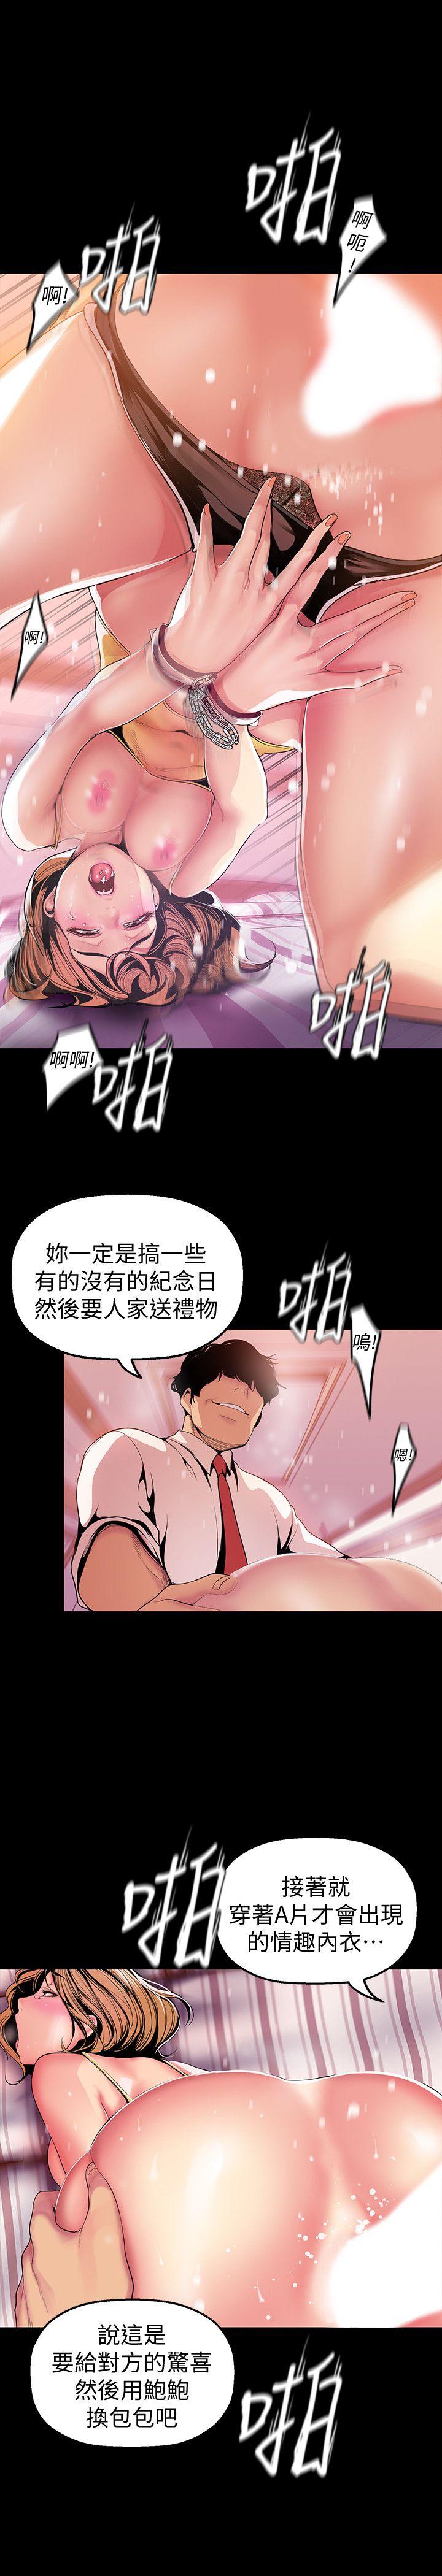 啪
啊
呃
!
啪
啊!
啊!
啪
啊啊!
啪
妳一定是搞一些
有的沒有的紀念日
然後要人家送禮物
啪
嗚!
嗯!
啪
接著就
穿著A片才會出現
的情趣內衣⋯
說這是
要給對方的驚喜
然後用鮑鮑
換包包吧
啪